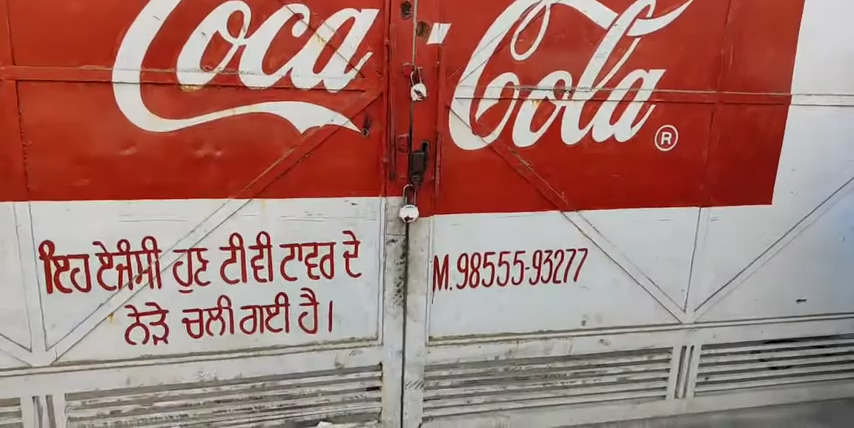 Coca-Cola ®
ਇਹ ਏਜੰਸੀ ਹੁਣ ਟੀਵੀ ਟਾਵਰ ਦੇ
ਨੇੜੇ ਚਲੀ ਗਈ ਹੈ।
M. 98555-93277